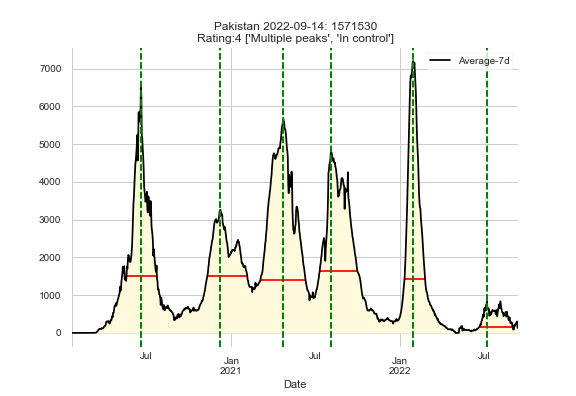 Pakistan 2022-09-14: 1571530
Rating:4 ['Multiple peaks', 'In control']
Average-7d
7000
6000
5000
4000
3000
2000
1000
0
Jul
Jan
2021
Jul
Jan
2022
Jul
Date